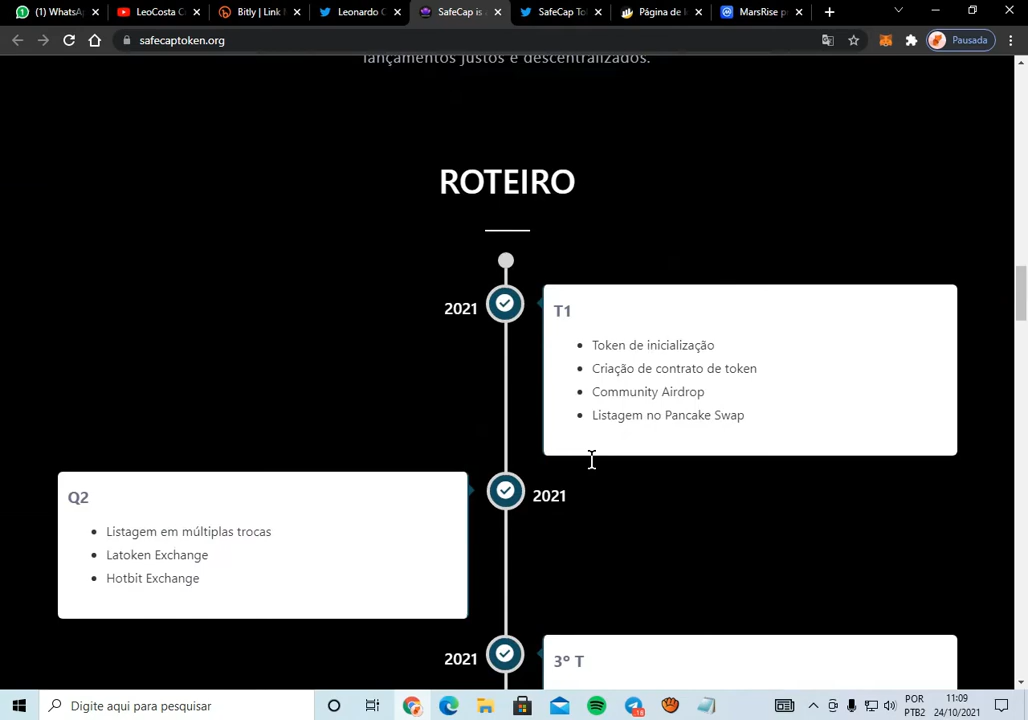 (1) WhatsA
LeoCosta C
Bitly | Link
Leonardo C
SafeCap is
SafeCap To
Página de
MarsRise p
safecaptoken.org
Pausada
lançamentos justos e descentralizados.
ROTEIRO
2021
T1
Token de inicialização
Criação de contrato de token
Community Airdrop
Listagem no Pancake Swap
Q2
Listagem em múltiplas trocas
Latoken Exchange
Hotbit Exchange
2021
2021
3º T
Digite aqui para pesquisar
POR
PTB2
11:09
24/10/2021